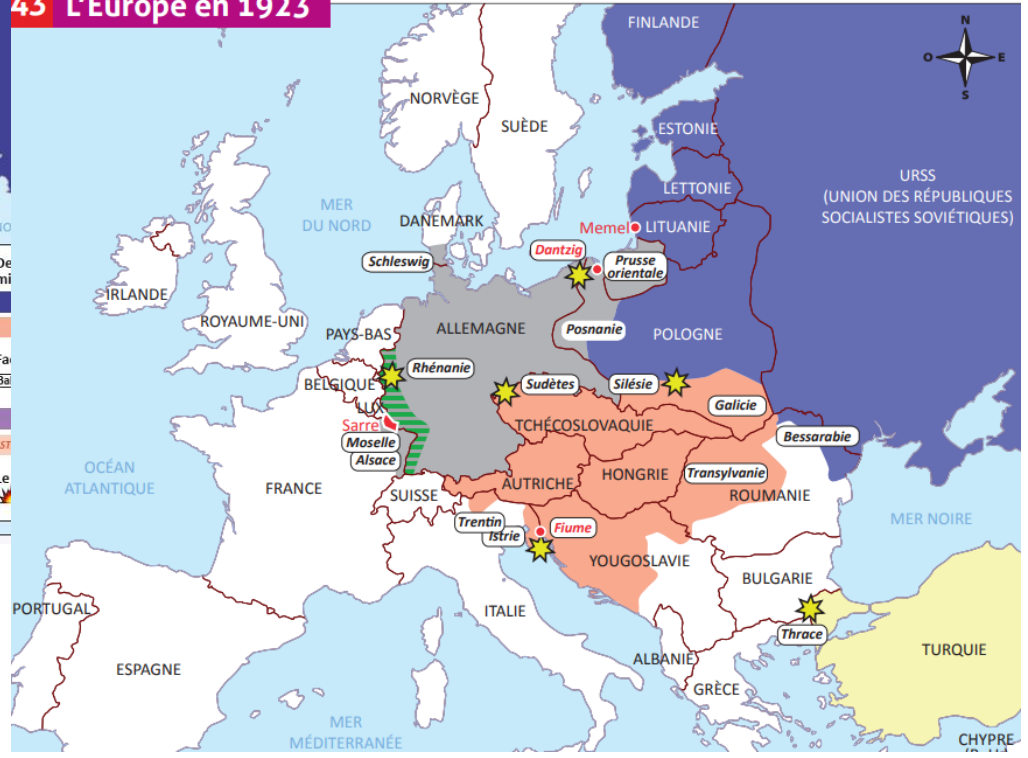 43 L'Europe en 1923
FINLANDE
N
O
E
S
NORVÈGE
SUÈDE
ESTONIE
URSS
(UNION DES RÉPUBLIQUES
SOCIALISTES SOVIÉTIQUES)
LETTONIE
MER
DU NORD
DANEMARK
Memel
LITUANIE
Dantzig
Schleswig
Prusse
orientale
IRLANDE
ROYAUME-UNI
PAYS-BAS
ALLEMAGNE
Posnanie
POLOGNE
Rhénanie
BELGIQUE
Sudètes
Silésie
LUX.
Galicie
Sarre
TCHÉCOSLOVAQUIE
Moselle
Bessarabie
Alsace
OCÉAN
ATLANTIQUE
FRANCE
SUISSE
AUTRICHE
HONGRIE
Transylvanie
ROUMANIE
MER NOIRE
Trentin
Istrie
Fiume
YOUGOSLAVIE
BULGARIE
PORTUGAL
ITALIE
Thrace
ESPAGNE
ALBANIE
TURQUIE
GRÈCE
MER
MÉDITERRANÉE
CHYPRE